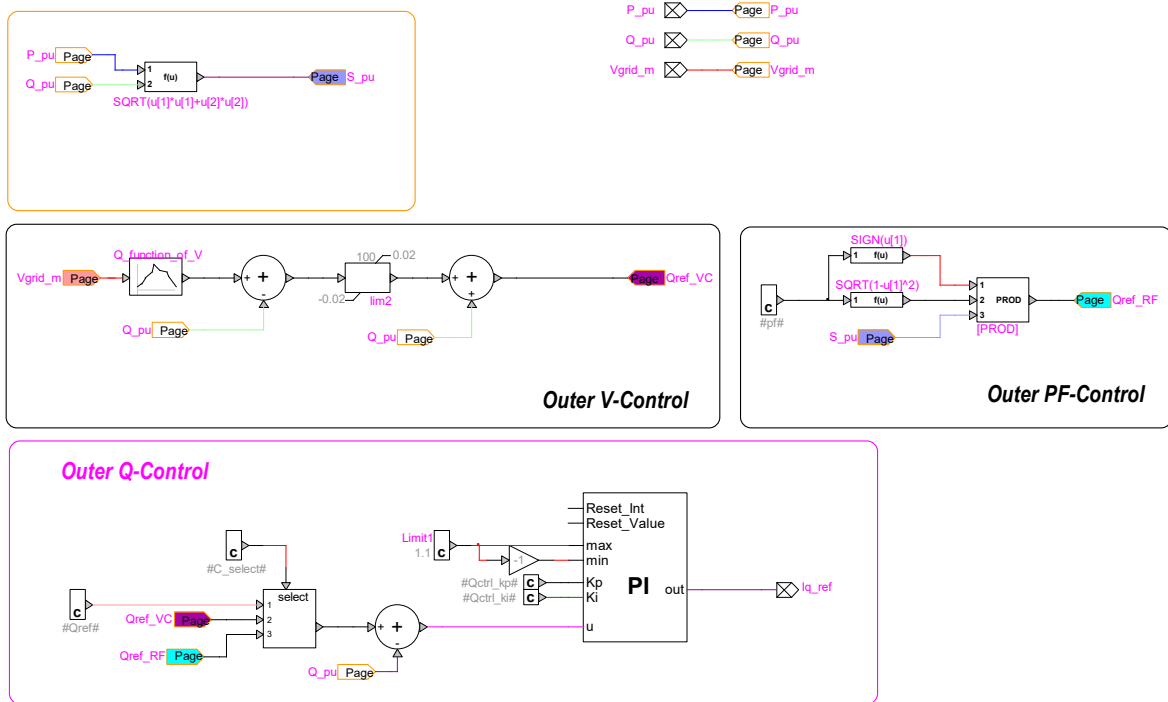 P_pu Page P_pu
Q_pu Page Q_pu
Vgrid_m Page Vgrid_m
P_pu Page
Q_pu Page
1
2
f(u)
Page S_pu
SQRT(u[1]*u[1]+u[2]*u[2])
Q_function_of_V
Vgrid_m Page
+
+
-
100
0.02
-0.02
lim2
+
+
+
Page Qref_VC
Q_pu Page
Q_pu Page
Outer V-Control
SIGN(u[1])
1 f(u)
SQRT(1-u[1]^2)
1 f(u)
c
#pf#
1
2 PROD
3
[PROD]
Page Qref_RF
S_pu Page
Outer PF-Control
Outer Q-Control
c
#C_select#
c
#Qref#
Qref_VC Page
Qref_RF Page
select
1
2
3
+
+
-
Q_pu Page
Limit1
1.1
c
-1
#Qctrl_kp# c
#Qctrl_ki# c
Reset_Int
Reset_Value
max
min
Kp
Ki
PI
out
u
Iq_ref